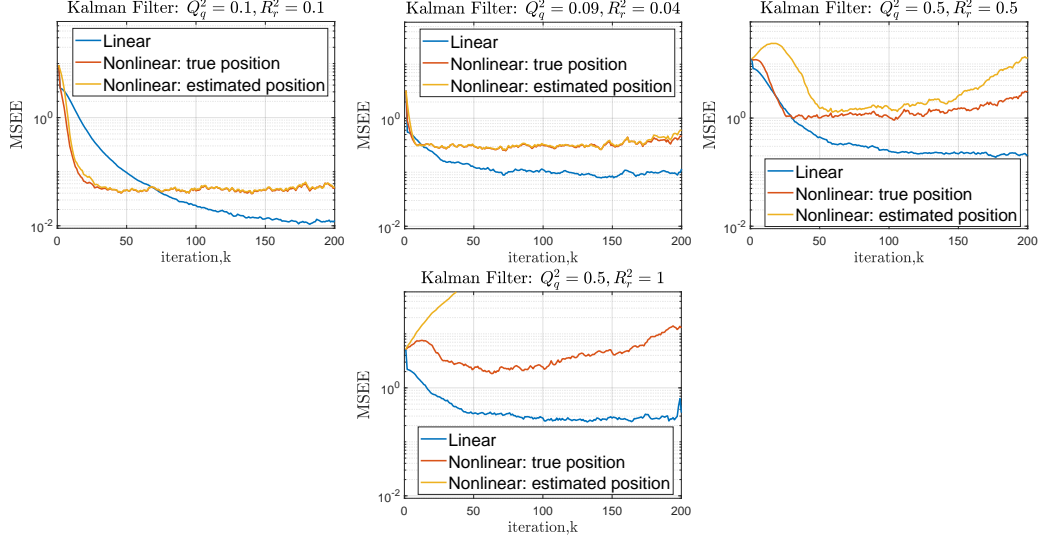 Kalman Filter: $Q_q^2 = 0.1, R_r^2 = 0.1$
Linear
Nonlinear: true position
Nonlinear: estimated position
MSEE
10^0
10^-2
0 50 100 150 200
iteration,k
Kalman Filter: $Q_q^2 = 0.09, R_r^2 = 0.04$
Linear
Nonlinear: true position
Nonlinear: estimated position
MSEE
10^0
10^-2
0 50 100 150 200
iteration,k
Kalman Filter: $Q_q^2 = 0.5, R_r^2 = 0.5$
MSEE
10^0
Linear
Nonlinear: true position
Nonlinear: estimated position
10^-2
0 50 100 150 200
iteration,k
Kalman Filter: $Q_q^2 = 0.5, R_r^2 = 1$
MSEE
10^0
Linear
Nonlinear: true position
Nonlinear: estimated position
10^-2
0 50 100 150 200
iteration,k